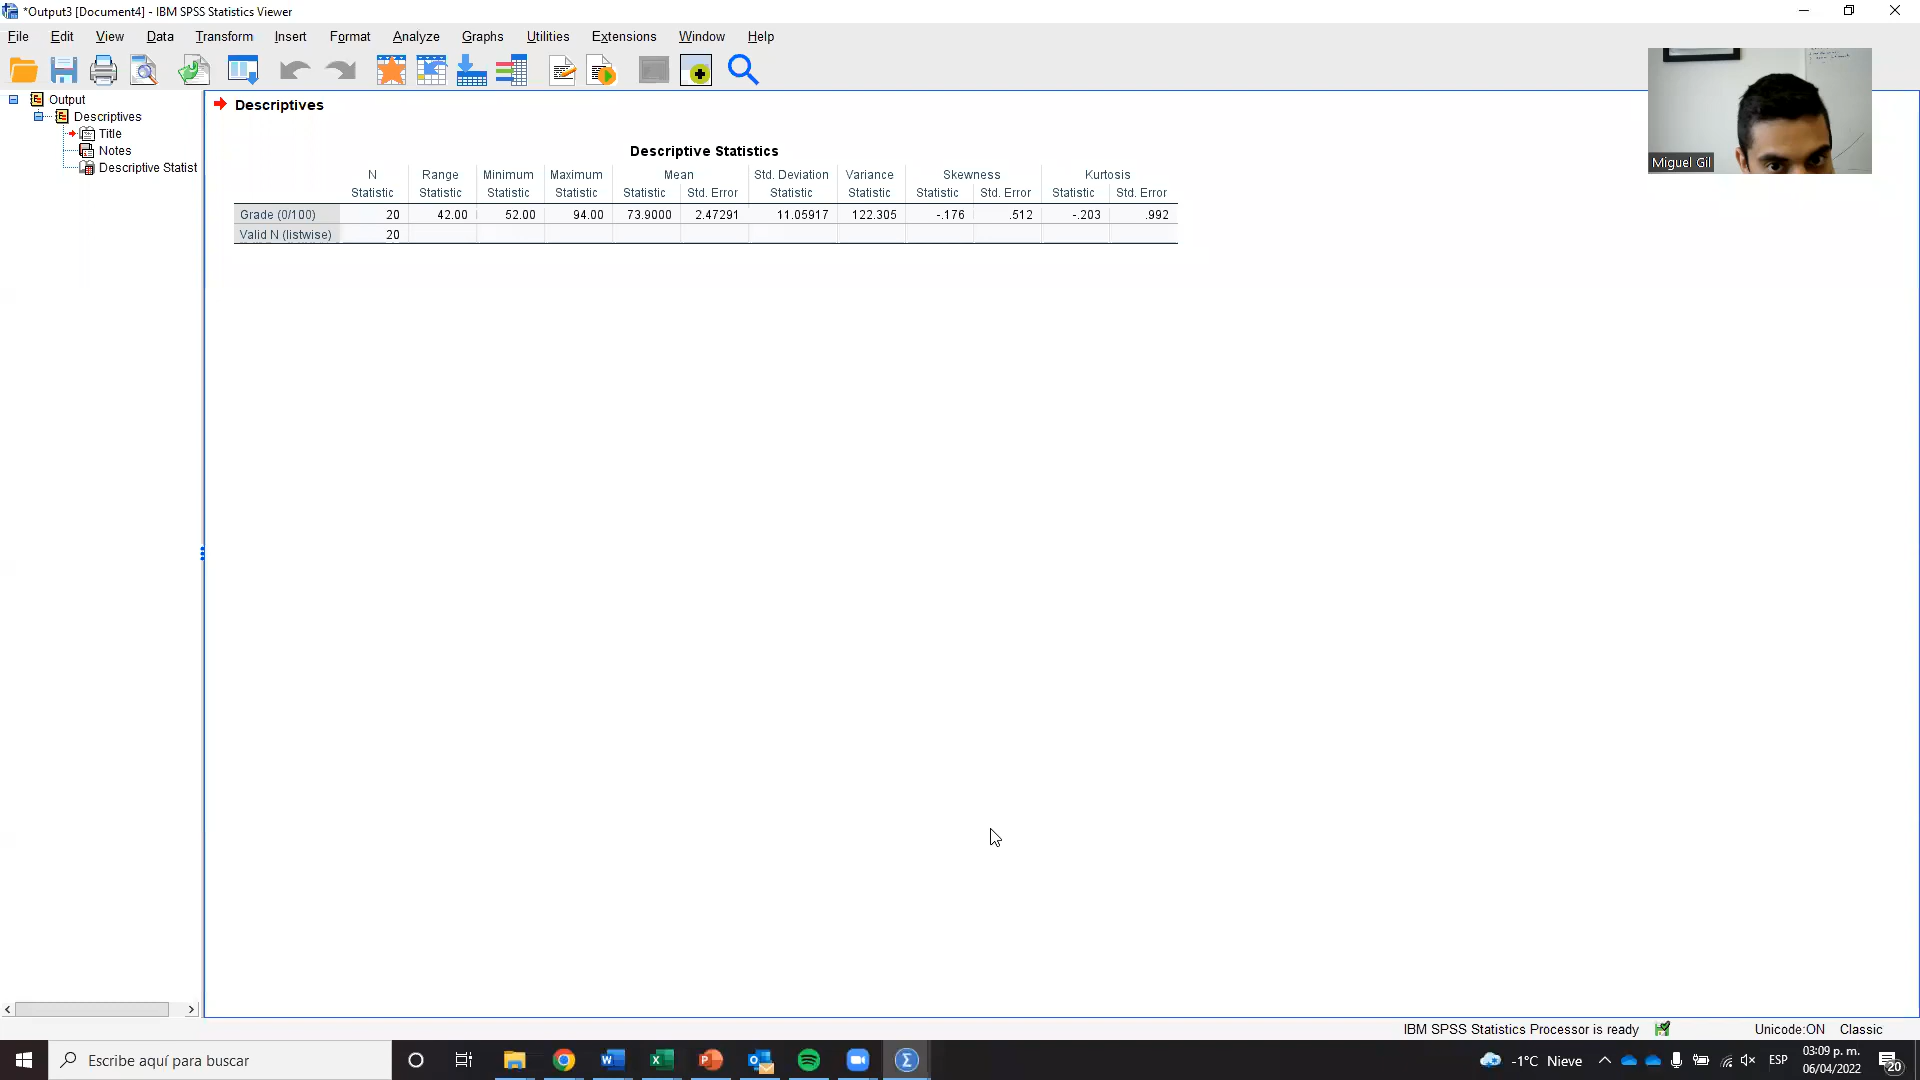 *Output3 [Document4] - IBM SPSS Statistics Viewer
File Edit View Data Transform Insert Format Analyze Graphs Utilities Extensions Window Help
Output
Descriptives
Title
Notes
Descriptive Statist
Descriptives
Descriptive Statistics
N Range Minimum Maximum Mean Std. Deviation Variance Skewness Kurtosis
Statistic Statistic Statistic Statistic Statistic Std. Error Statistic Statistic Statistic Std. Error Statistic Std. Error
Grade (0/100) 20 42.00 52.00 94.00 73.9000 2.47291 11.05917 122.305 -.176 .512 -.203 .992
Valid N (listwise) 20
Miguel Gil
IBM SPSS Statistics Processor is ready Unicode:ON Classic
Escribe aquí para buscar
-1°C Nieve
ESP
03:09 p. m.
06/04/2022
20